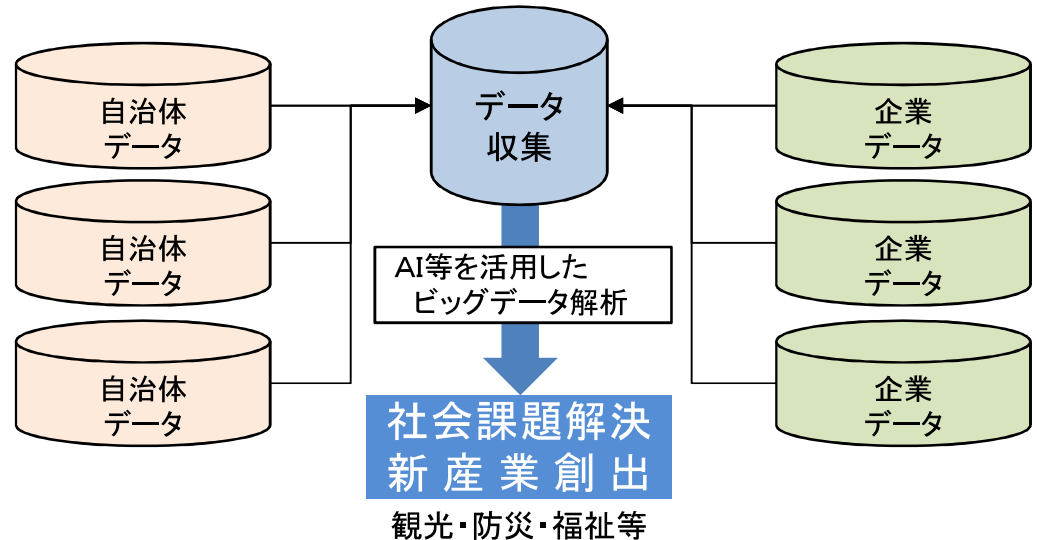 データ
収集
自治体
データ
自治体
データ
自治体
データ
企業
データ
企業
データ
企業
データ
AI等を活用した
ビッグデータ解析
社会課題解決
新産業創出
観光・防災・福祉等